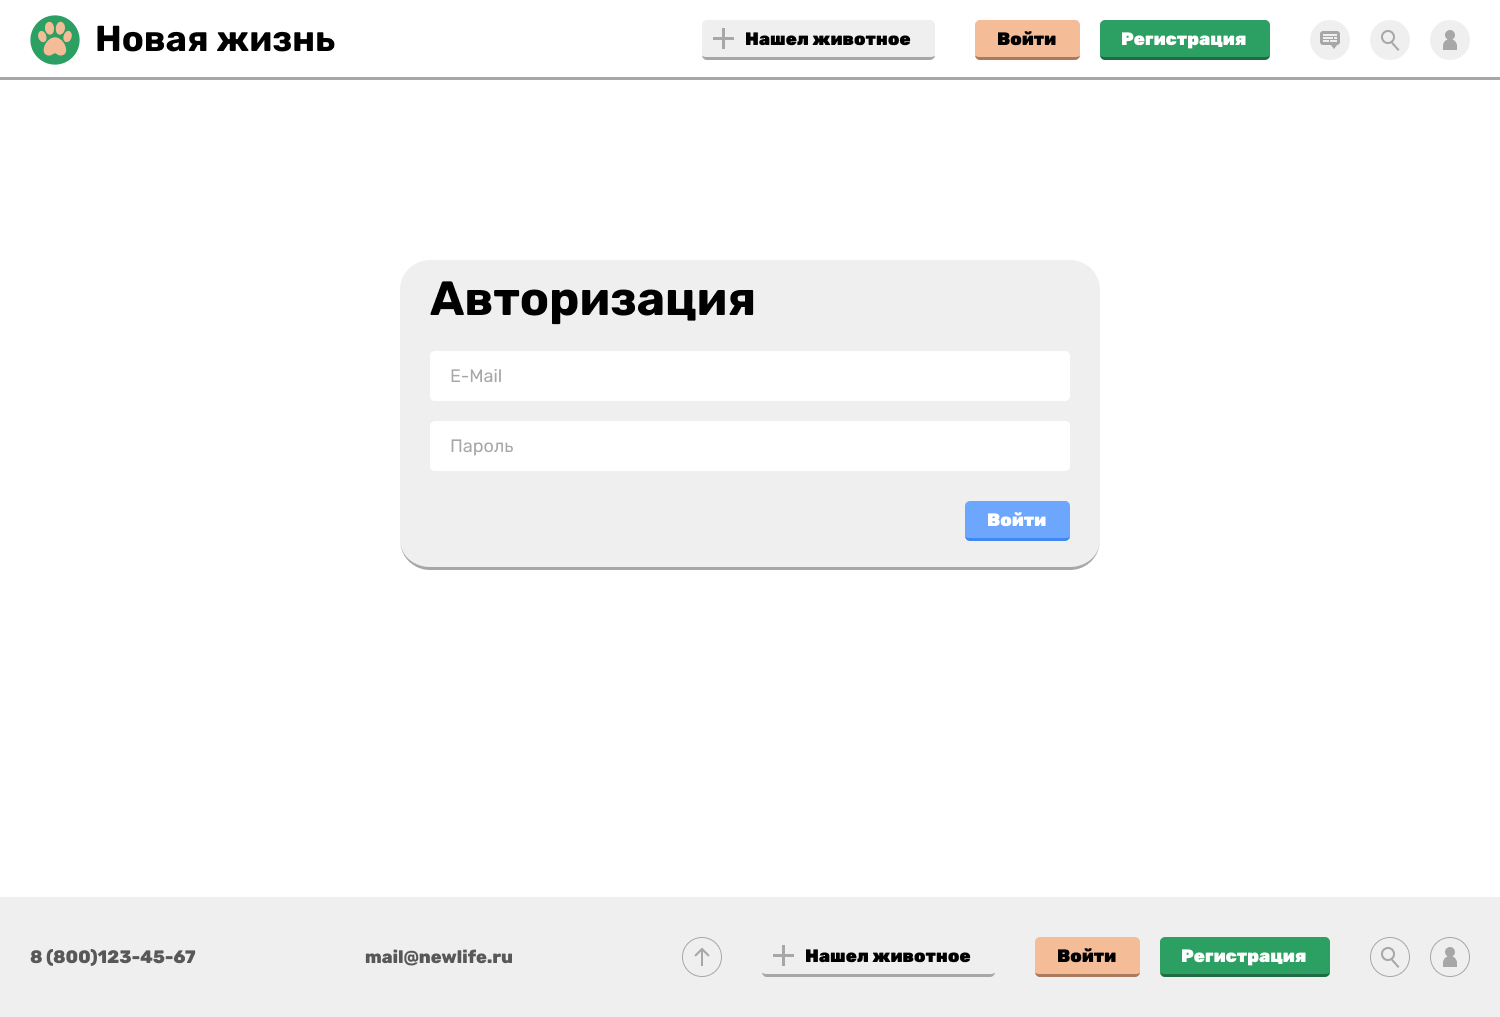 Новая жизнь
Нашел животное
Войти
Регистрация
Авторизация
E-Mail
Пароль
Войти
8 (800)123-45-67
mail@newlife.ru
Нашел животное
Войти
Регистрация